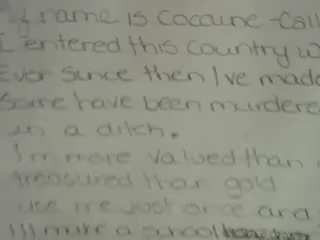 name is Cocaine - Call
I entered this country w
Ever since then I've made
Some have been murdere
in a ditch.
I'm more valued than
treasured than gold
use me just once and
I'll make a school